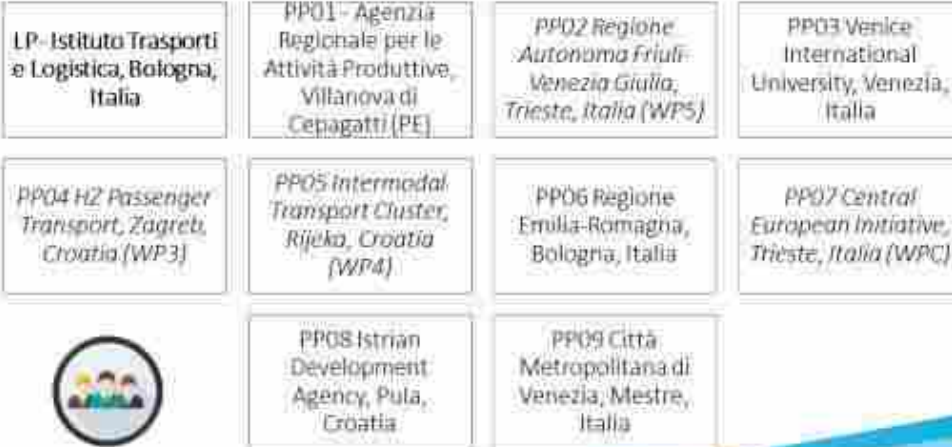 LP- Istituto Trasporti
e Logistica, Bologna,
Italia
PP01 - Agenzia
Regionale per le
Attività Produttive,
Villanova di
Cepagatti (PE)
PP02 Regione
Autonoma Friuli-
Venezia Giulia,
Trieste, Italia (WP5)
PP03 Venice
International
University, Venezia,
Italia
PP04 HZ Passenger
Transport, Zagreb,
Croatia (WP3)
PP05 Intermodal
Transport Cluster,
Rijeka, Croatia
(WP4)
PP06 Regione
Emilia-Romagna,
Bologna, Italia
PP07 Central
European Initiative,
Trieste, Italia (WPC)
PP08 Istrian
Development
Agency, Pula,
Croatia
PP09 Città
Metropolitana di
Venezia, Mestre,
Italia